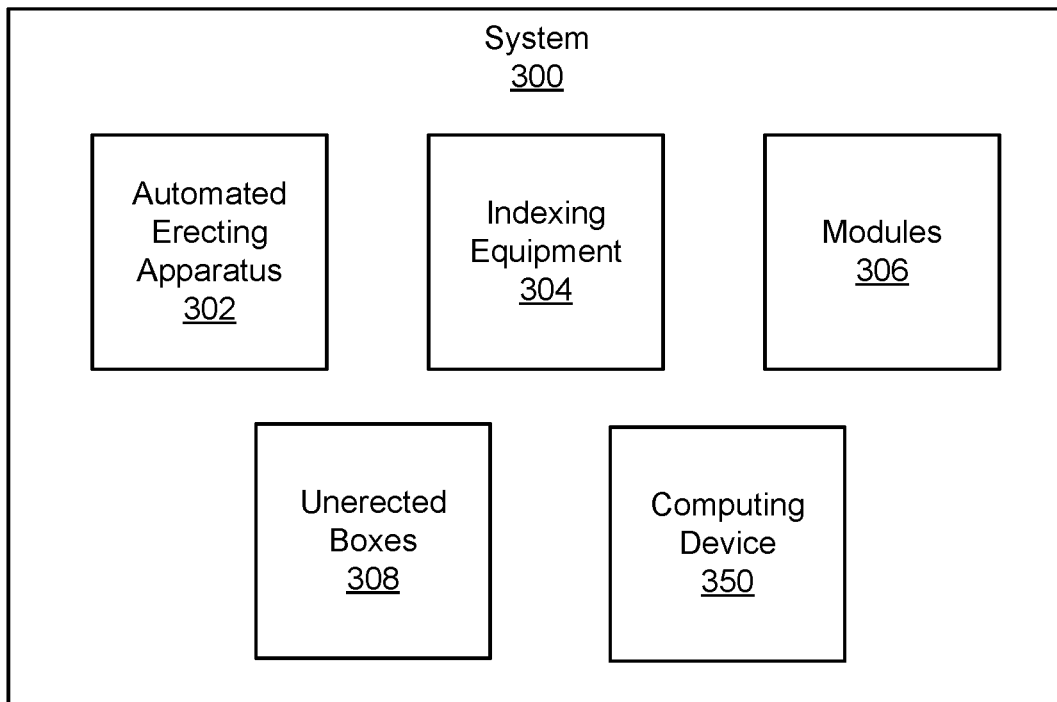 System
300
Automated
Erecting
Apparatus
302
Indexing
Equipment
304
Modules
306
Unerected
Boxes
308
Computing
Device
350